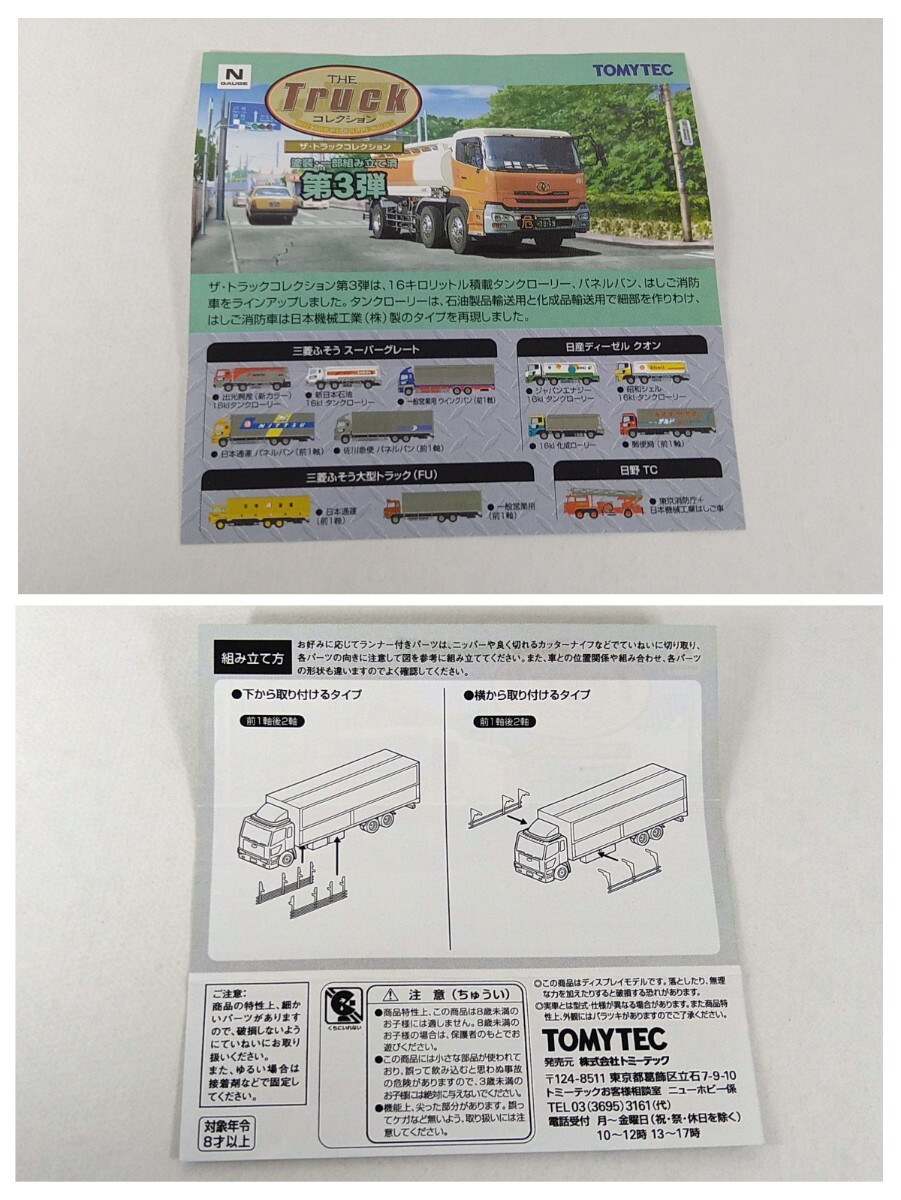 N
GAUGE
THE
Truck
コレクション
ザ・トラックコレクション
塗装・一部組み立て済
第3弾
TOMYTEC
ザ・トラックコレクション第3弾は、16キロリットル積載タンクローリー、パネルバン、はしご消防
車をラインアップしました。タンクローリーは、石油製品輸送用と化成品輸送用で細部を作りわけ、
はしご消防車は日本機械工業(株)製のタイプを再現しました。
三菱ふそう スーパーグレート
●出光興産(新カラー)
16klタンクローリー
●新日本石油
16kl タンクローリー
●一般営業用 ウイングバン(前1軸)
●日本通運 パネルバン(前1軸)
●佐川急便 パネルバン(前1軸)
日産ディーゼル クオン
●ジャパンエナジー
16kl タンクローリー
●昭和シェル
16kl タンクローリー
●16kl 化成ローリー
●郵便局(前1軸)
三菱ふそう大型トラック(FU)
●日本通運
(前1軸)
●一般営業用
(前1軸)
日野 TC
●東京消防庁
日本機械工業はしご車
組み立て方
お好みに応じてランナー付きパーツは、ニッパーや良く切れるカッターナイフなどでていねいに切り取り、
各パーツの向きに注意して図を参考に組み立ててください。また、車との位置関係や組み合わせ、各パーツ
の形状も違いますのでよく確認してください。
●下から取り付けるタイプ
前1軸後2軸
●横から取り付けるタイプ
前1軸後2軸
ご注意:
商品の特性上、細か
いパーツがあります
ので、破損しないよう
にていねいにお取り
扱いください。
また、ゆるい場合は
接着剤などで固定し
てください。
対象年令
8才以上
くちにいれない
⚠ 注 意(ちゅうい)
●商品特性上、この商品は8歳未満の
お子様には適しません。8歳未満の
お子様の場合は、保護者のもとでお
遊びください。
●この商品には小さな部品が使われて
おり、誤って飲み込むと思わぬ事故
の危険がありますので、3歳未満の
お子様には絶対に与えないでください。
●機能上、尖った部分があります。誤っ
てケガなど無いよう、取り扱いには注
意してください。
○この商品はディスプレイモデルです。落としたり、無理
な力を加えたりすると破損する恐れがあります。
○実車とは型式・仕様が異なる場合があります。また商品特
性上、外観にはバラツキがありますのでご了承ください。
TOMYTEC
発売元 株式会社トミーテック
〒124-8511 東京都葛飾区立石7-9-10
トミーテックお客様相談室 ニューホビー係
TEL03(3695)3161(代)
電話受付 月〜金曜日(祝・祭・休日を除く)
10〜12時 13〜17時